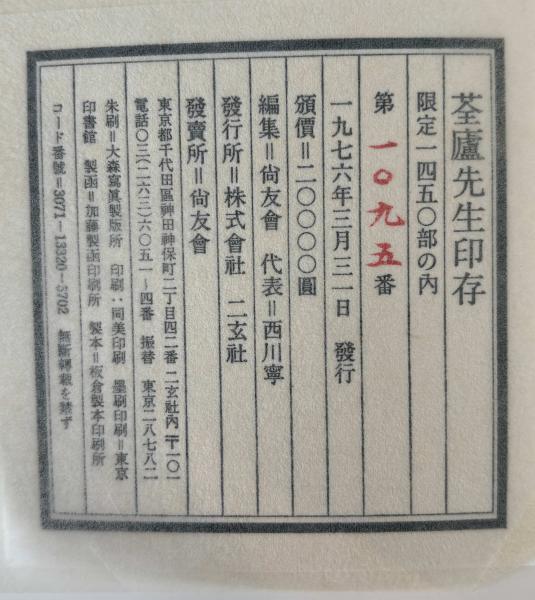 荃廬先生印存
限定一四五〇部の內
第一〇九五番
一九七六年三月三一日　發行
頒價＝二〇〇〇〇圓
編集＝尙友會　代表＝西川寧
發行所＝株式會社　二玄社
發賣所＝尙友會
東京都千代田區神田神保町二丁目四二番　二玄社內　〒一〇一
電話〇三（二六三）六〇五一～四番　振替　東京二八七八二
朱刷＝大森寫眞製版所　印刷：同美印刷　墨刷印刷＝東京
印書館　製函＝加藤製函印刷所　製本＝板倉製本印刷所
コード番號＝3071－13320－3702　無斷轉載を禁ず